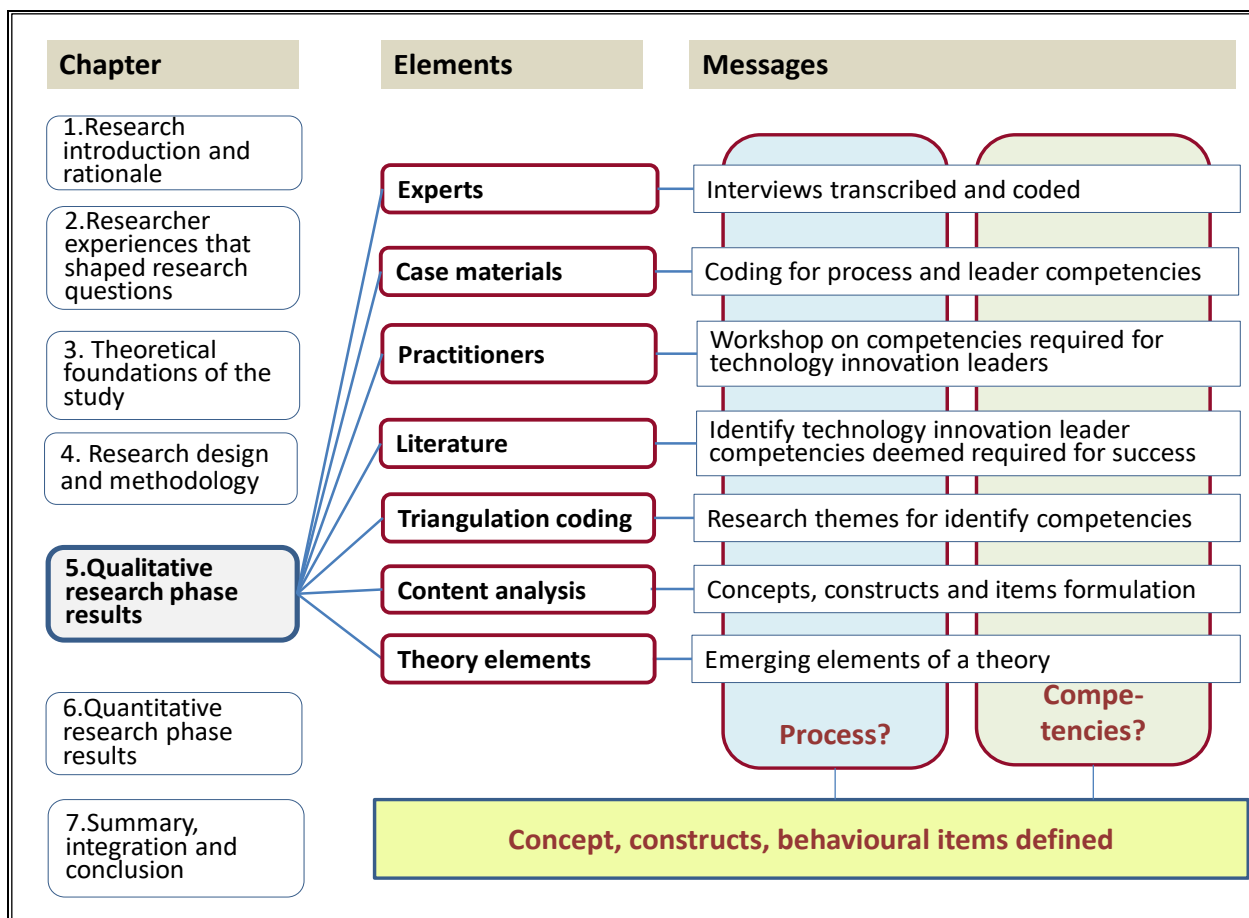 Chapter
Elements
Messages
1.Research
introduction and
rationale
2.Researcher
experiences that
shaped research
questions
3. Theoretical
foundations of the
study
4. Research design
and methodology
5.Qualitative
research phase
results
6.Quantitative
research phase
results
7.Summary,
integration and
conclusion
Experts
Interviews transcribed and coded
Case materials
Coding for process and leader competencies
Practitioners
Workshop on competencies required for
technology innovation leaders
Literature
Identify technology innovation leader
competencies deemed required for success
Triangulation coding
Research themes for identify competencies
Content analysis
Concepts, constructs and items formulation
Theory elements
Emerging elements of a theory
Process?
Compe-
tencies?
Concept, constructs, behavioural items defined